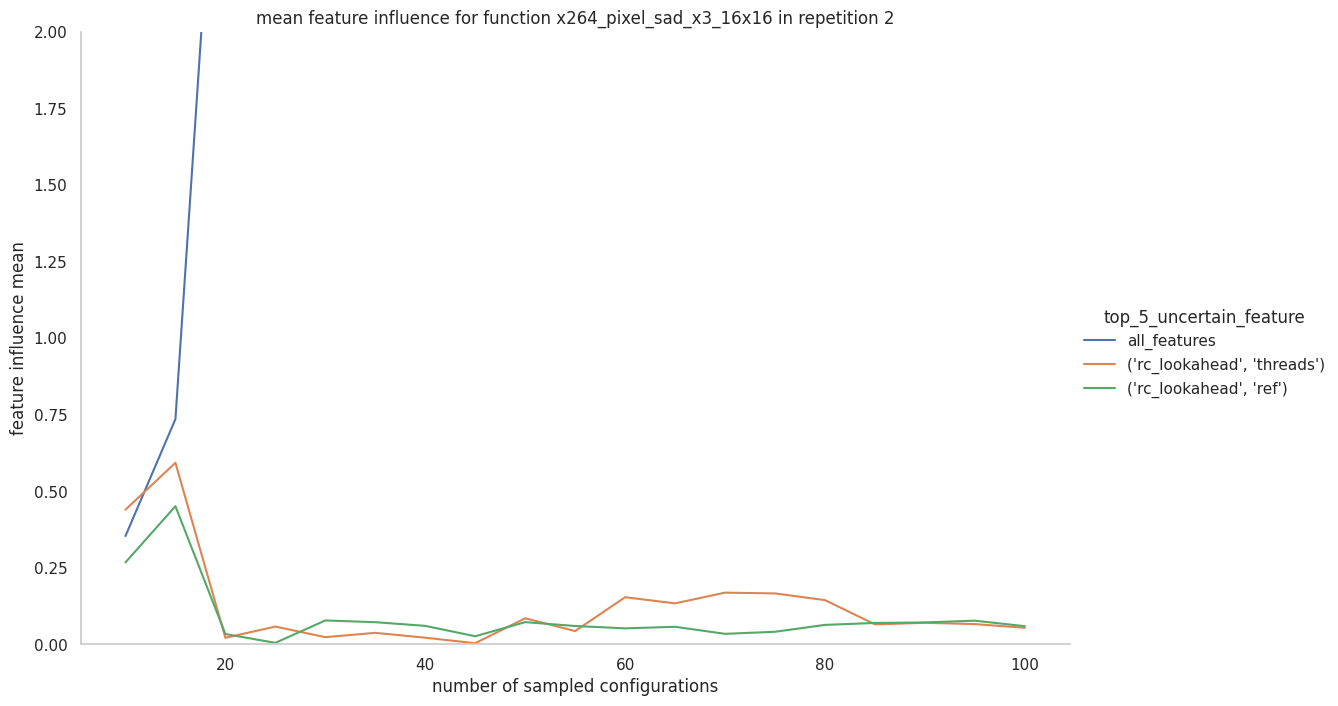 mean feature influence for function x264_pixel_sad_x3_16x16 in repetition 2
2.00
1.75
1.50
1.25
1.00
0.75
0.50
0.25
0.00
feature influence mean
20 40 60 80 100
number of sampled configurations
top_5_uncertain_feature
all_features
('rc_lookahead', 'threads')
('rc_lookahead', 'ref')